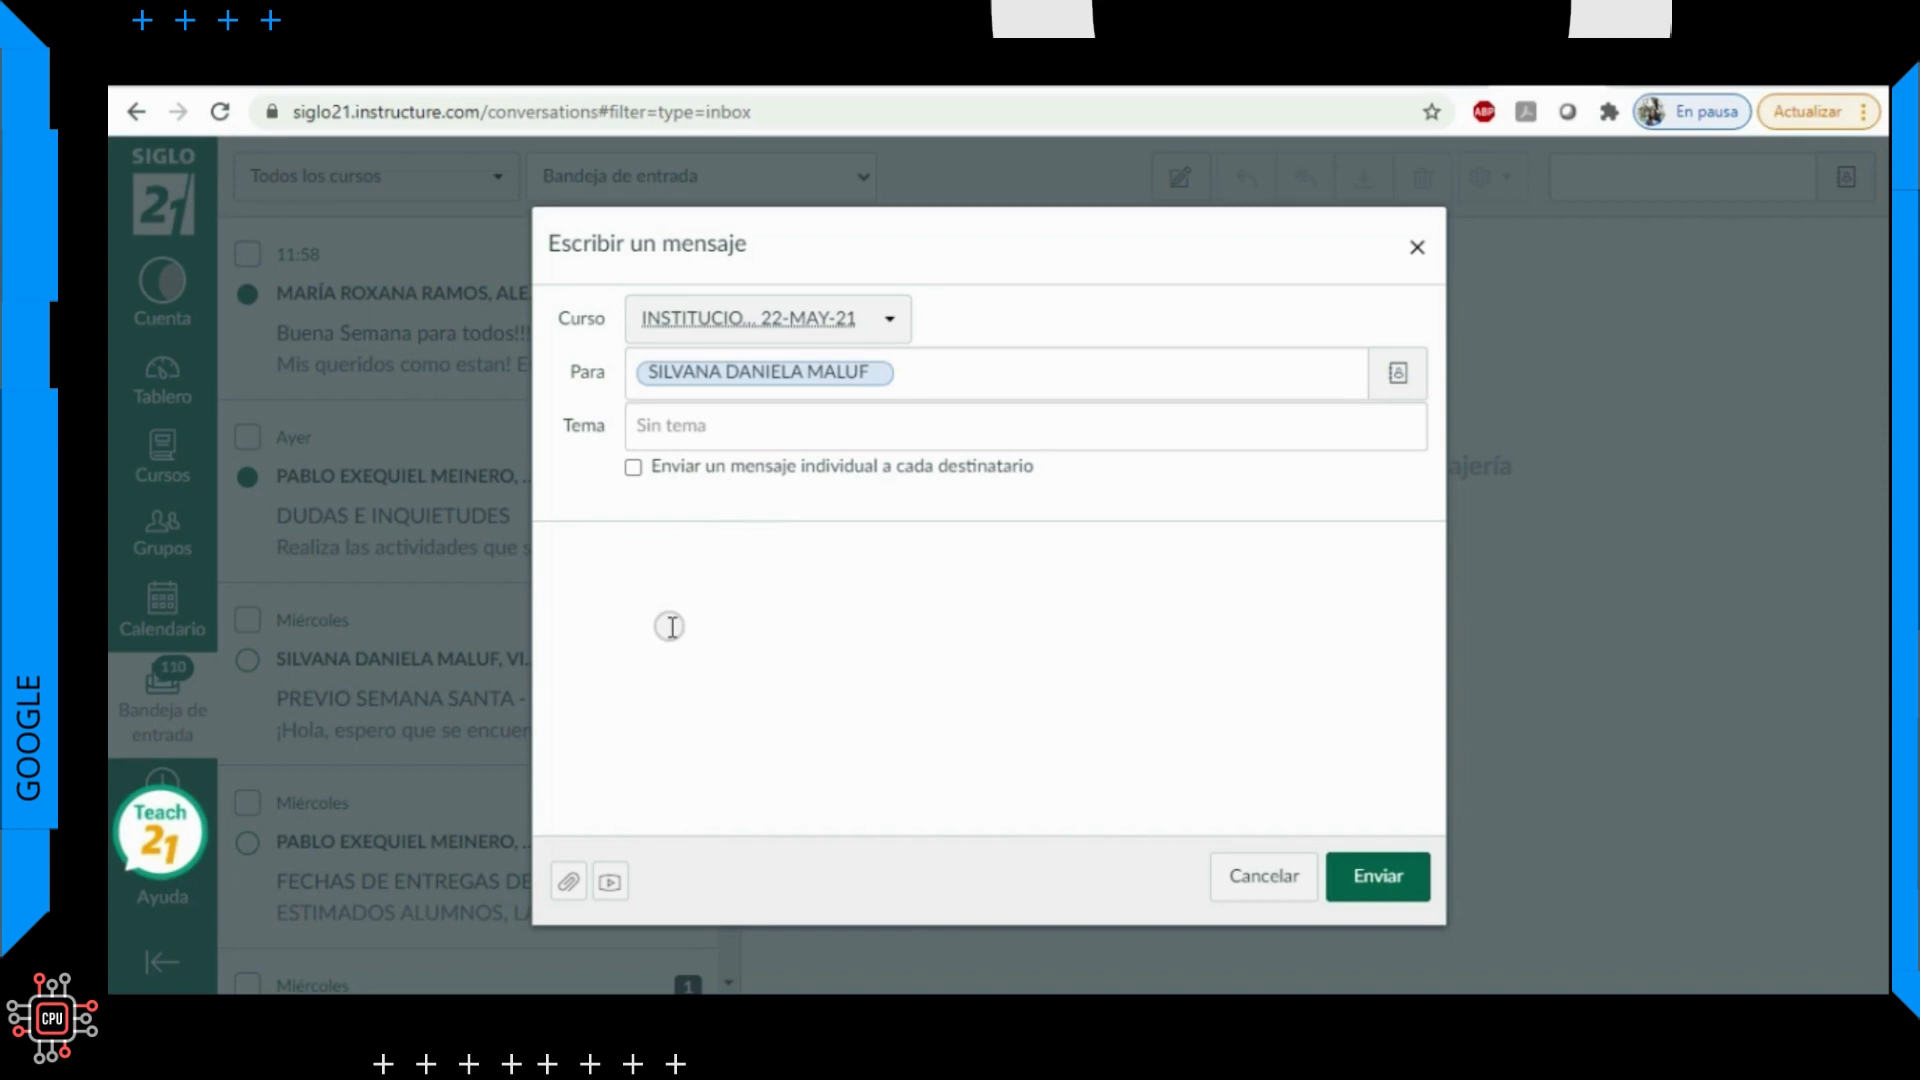 siglo21.instructure.com/conversations#filter=type=inbox
ABP
En pausa
Actualizar
SIGLO
21
Cuenta
Tablero
Cursos
Grupos
Calendario
110
Bandeja de
entrada
Teach
21
Ayuda
Todos los cursos
Bandeja de entrada
11:58
MARÍA ROXANA RAMOS, ALE
Buena Semana para todos!!!
Mis queridos como estan! E
Ayer
PABLO EXEQUIEL MEINERO, ...
DUDAS E INQUIETUDES
Realiza las actividades que s
Miércoles
SILVANA DANIELA MALUF, VI...
PREVIO SEMANA SANTA -
¡Hola, espero que se encuer
Miércoles
PABLO EXEQUIEL MEINERO, ...
FECHAS DE ENTREGAS DE
ESTIMADOS ALUMNOS, LA
Miércoles
1
Escribir un mensaje
Curso
INSTITUCIO... 22-MAY-21
Para
SILVANA DANIELA MALUF
Tema
Sin tema
Enviar un mensaje individual a cada destinatario
Cancelar
Enviar
ajería
GOOGLE
CPU